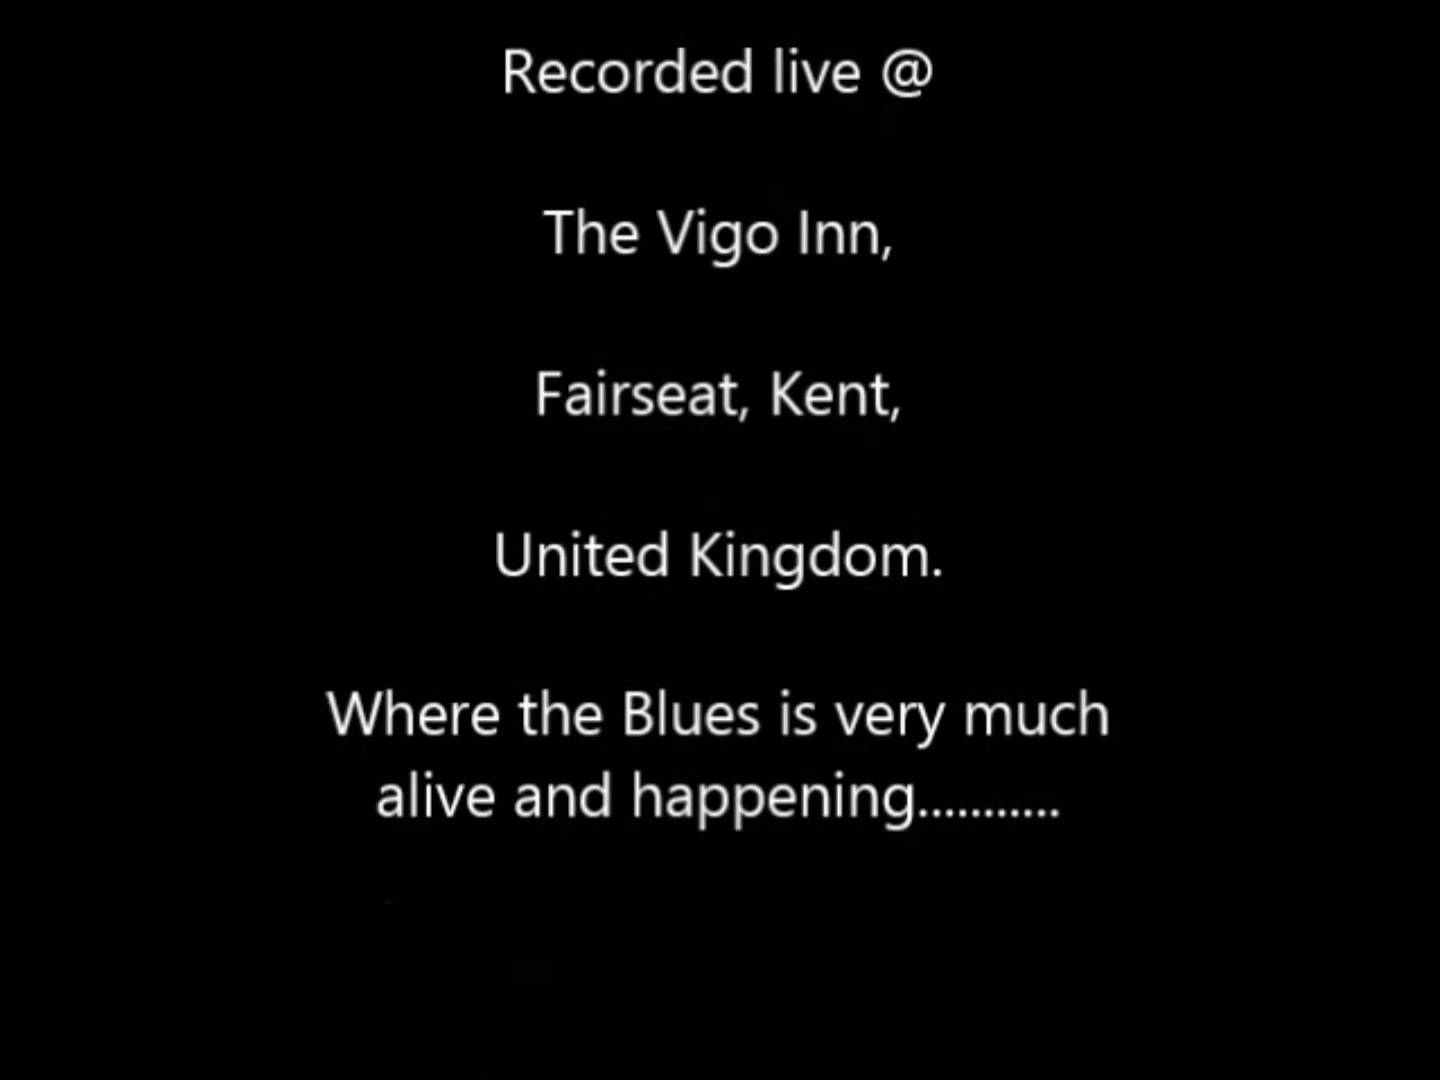 Recorded live @
The Vigo Inn,
Fairseat, Kent,
United Kingdom.
Where the Blues is very much
alive and happening...........